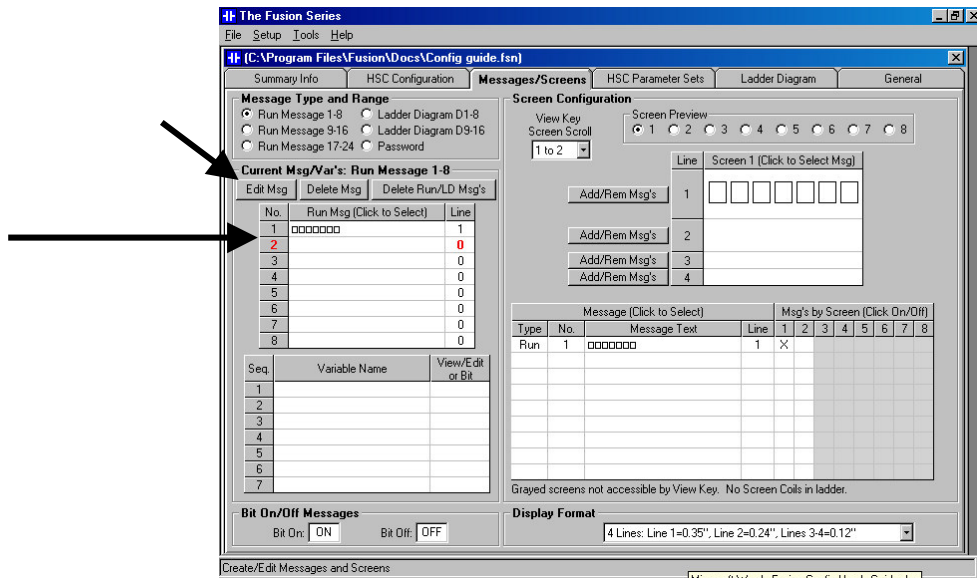 The Fusion Series
File Setup Tools Help
(C:\Program Files\Fusion\Docs\Config guide.fsn)
Summary Info HSC Configuration Messages/Screens HSC Parameter Sets Ladder Diagram General
Message Type and Range
Run Message 1-8 Ladder Diagram D1-8
Run Message 9-16 Ladder Diagram D9-16
Run Message 17-24 Password
Current Msg/Var's: Run Message 1-8
Edit Msg Delete Msg Delete Run/LD Msg's
No. Run Msg (Click to Select) Line
1 □□□□□□□ 1
2 0
3 0
4 0
5 0
6 0
7 0
8 0
Seq. Variable Name View/Edit or Bit
1
2
3
4
5
6
7
Bit On/Off Messages
Bit On: ON Bit Off: OFF
Screen Configuration
View Key
Screen Scroll
1 to 2
Screen Preview
1 2 3 4 5 6 7 8
Line Screen 1 (Click to Select Msg)
Add/Rem Msg's 1 □□□□□□□
Add/Rem Msg's 2
Add/Rem Msg's 3
Add/Rem Msg's 4
Message (Click to Select) Msg's by Screen (Click On/Off)
Type No. Message Text Line 1 2 3 4 5 6 7 8
Run 1 □□□□□□□ 1 X
Grayed screens not accessible by View Key. No Screen Coils in ladder.
Display Format
4 Lines: Line 1=0.35", Line 2=0.24", Lines 3-4=0.12"
Create/Edit Messages and Screens